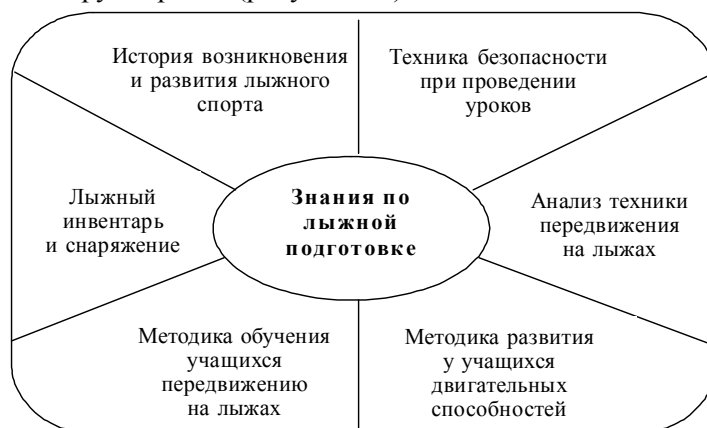 История возникновения
и развития лыжного
спорта
Техника безопасности
при проведении
уроков
Лыжный
инвентарь
и снаряжение
Знания по
лыжной
подготовке
Анализ техники
передвижения
на лыжах
Методика обучения
учащихся
передвижению
на лыжах
Методика развития
у учащихся
двигательных
способностей